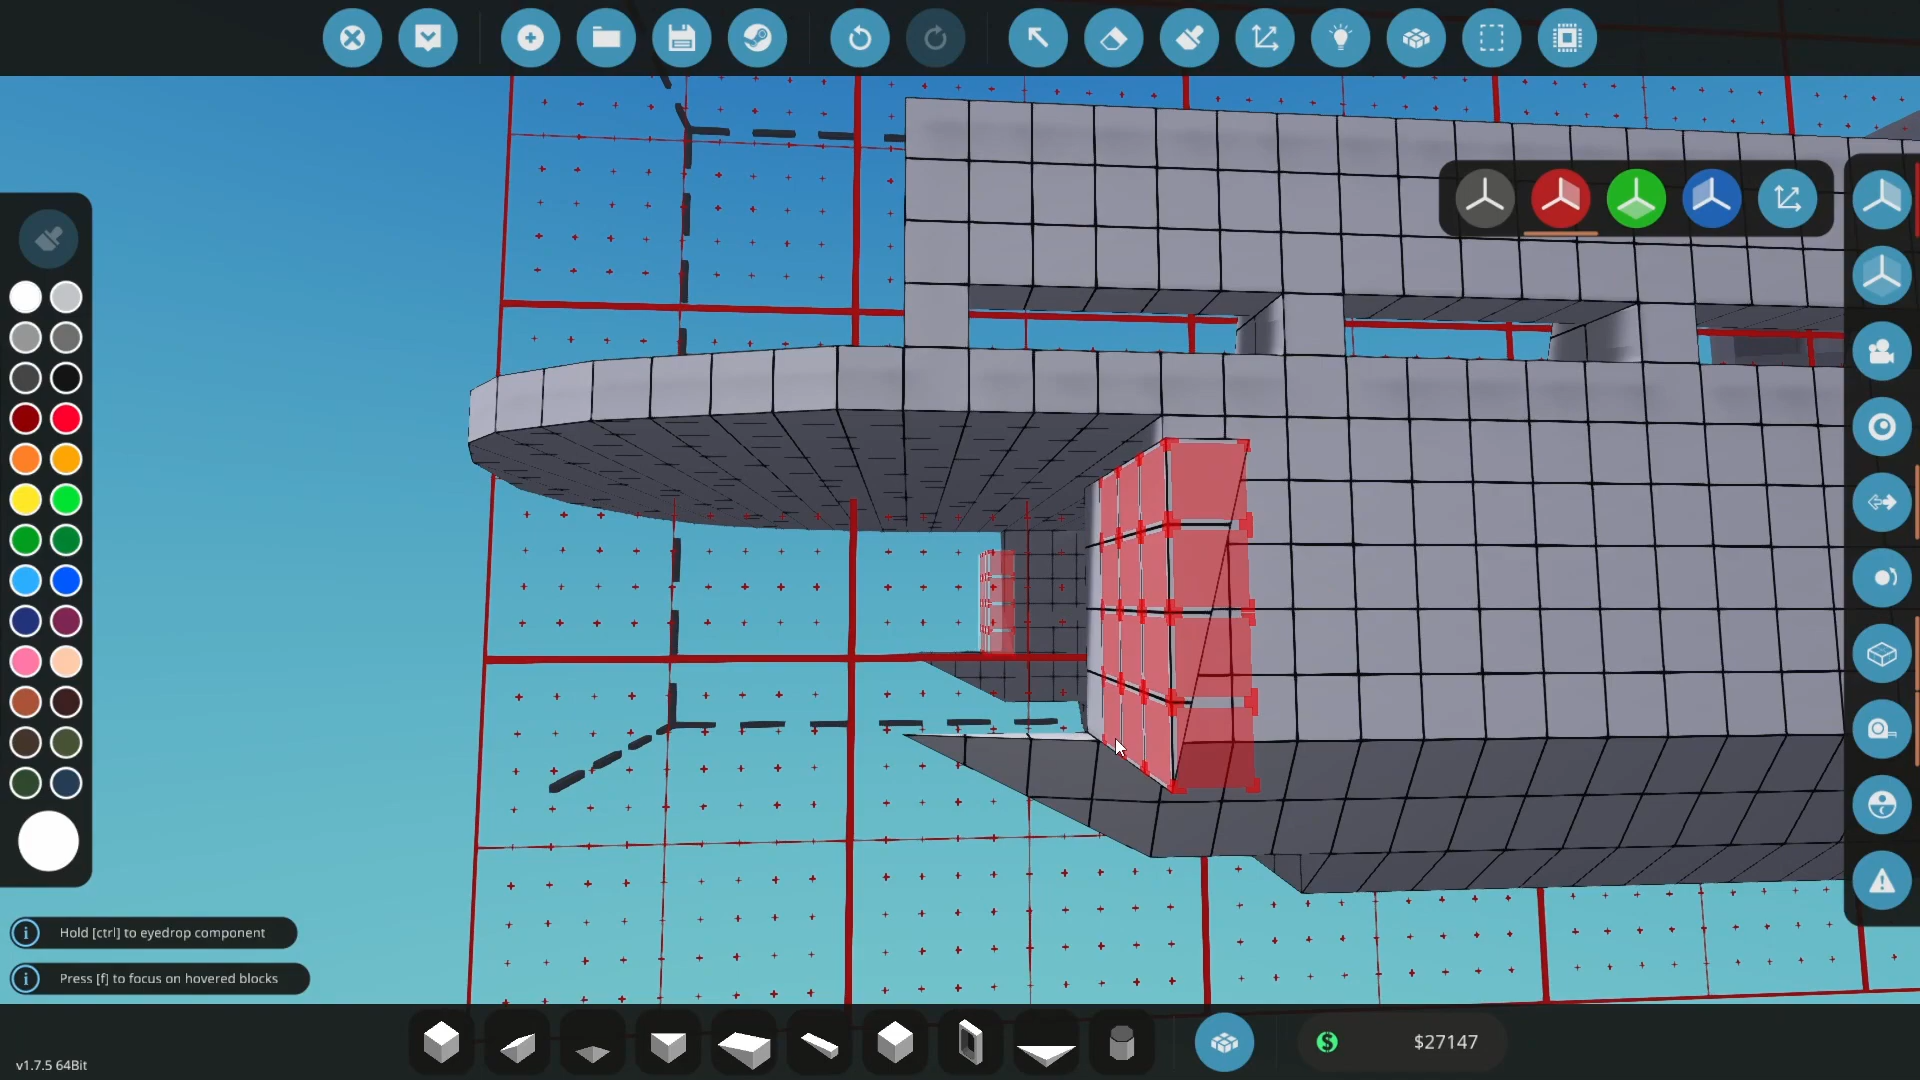 Hold [ctrl] to eyedrop component
Press [f] to focus on hovered blocks
$27147
v1.7.5 64Bit